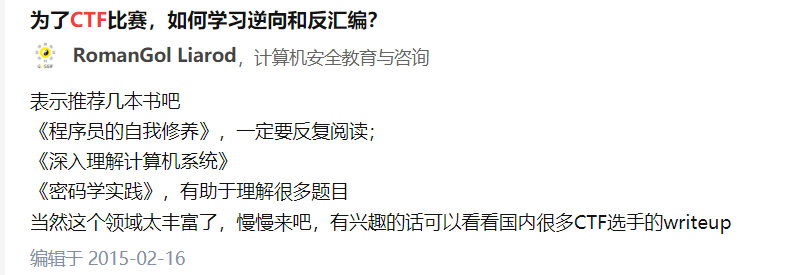 为了CTF比赛，如何学习逆向和反汇编？
RomanGol Liarod，计算机安全教育与咨询
表示推荐几本书吧
《程序员的自我修养》，一定要反复阅读；
《深入理解计算机系统》
《密码学实践》，有助于理解很多题目
当然这个领域太丰富了，慢慢来吧，有兴趣的话可以看看国内很多CTF选手的writeup
编辑于 2015-02-16